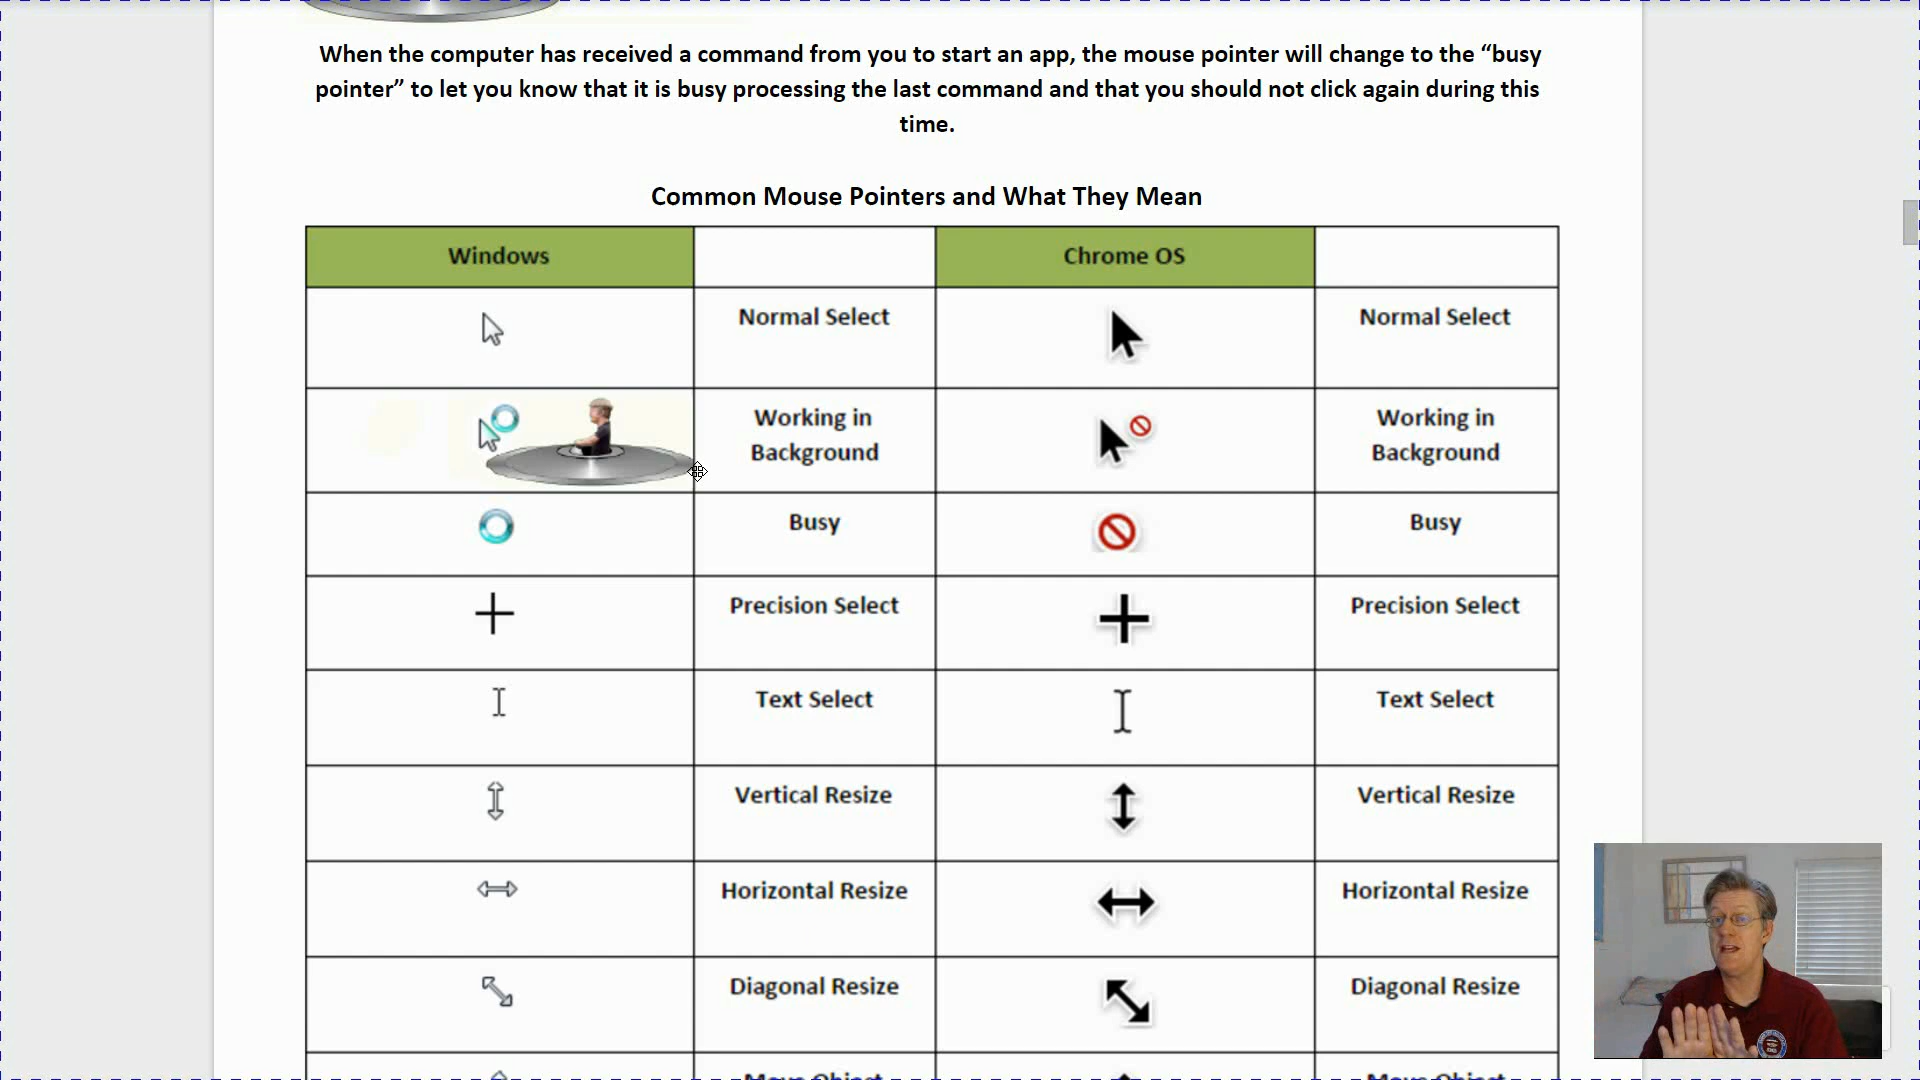 When the computer has received a command from you to start an app, the mouse pointer will change to the “busy
pointer” to let you know that it is busy processing the last command and that you should not click again during this
time.
Common Mouse Pointers and What They Mean
Windows
Chrome OS
Normal Select
Normal Select
Working in
Background
Working in
Background
Busy
Busy
Precision Select
Precision Select
Text Select
Text Select
Vertical Resize
Vertical Resize
Horizontal Resize
Horizontal Resize
Diagonal Resize
Diagonal Resize
Move Object
Move Object